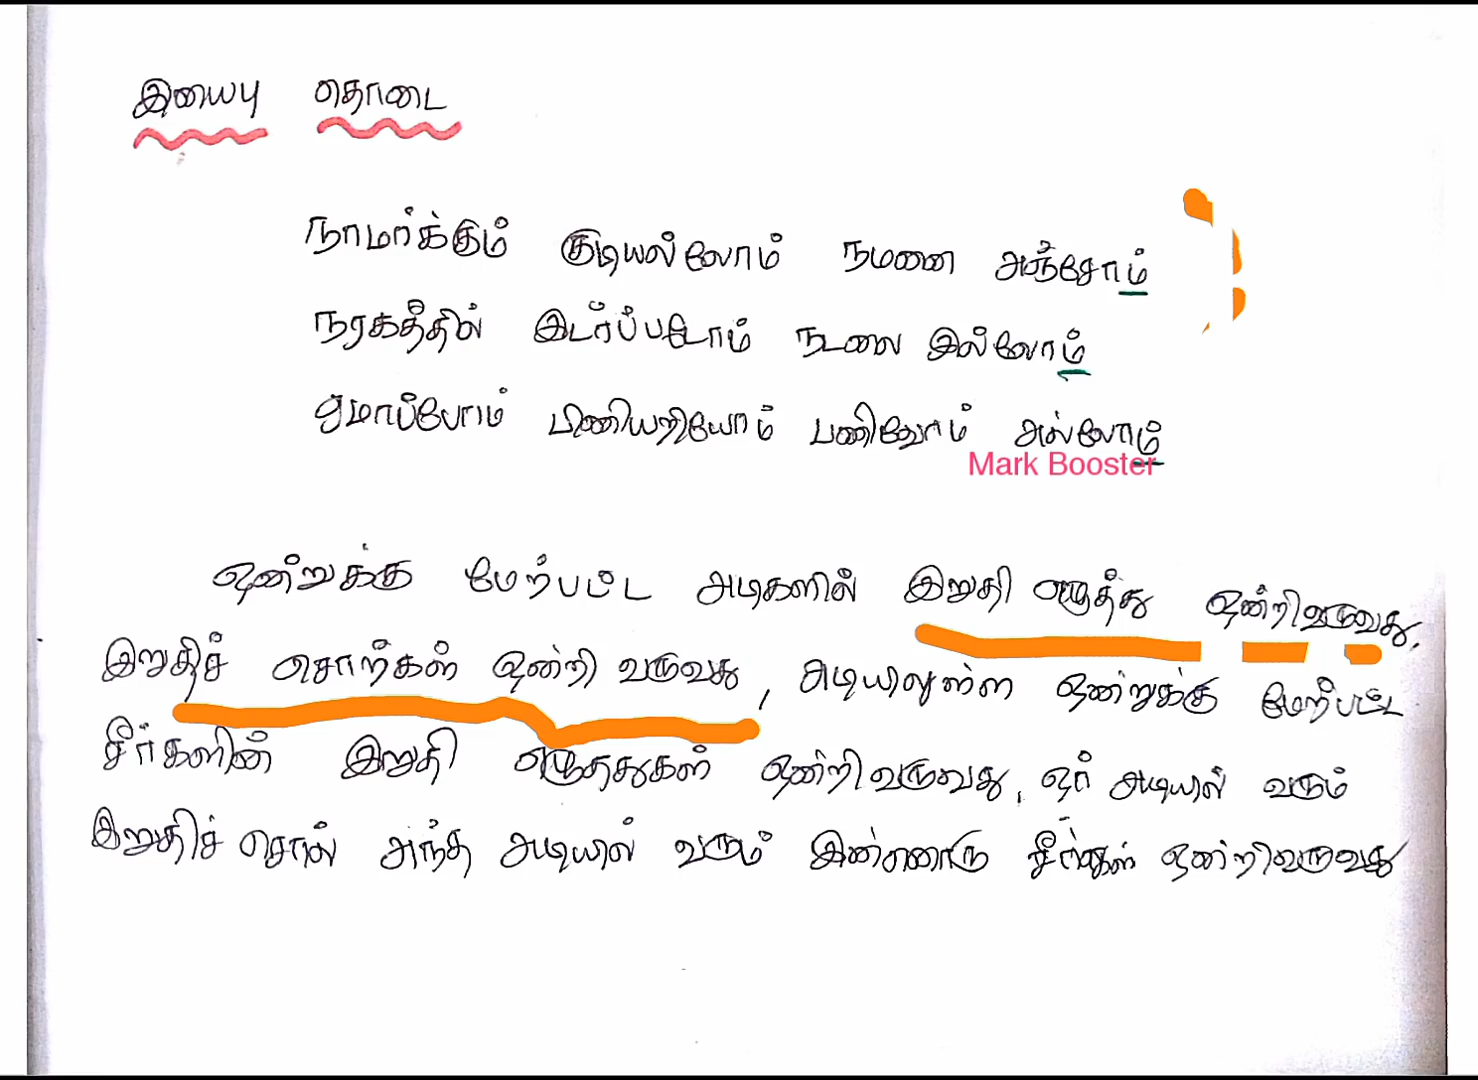 இயைபு தொடை
நாமார்க்கும் குடியல்லோம் நமனை அஞ்சோம்
நரகத்தில் இடர்ப்படோம் நடலை இல்லோம்
ஏமாப்போம் பிணியறியோம் பணிவோம் அல்லோம்
Mark Booster
ஒன்றுக்கு மேற்பட்ட அடிகளில் இறுதி எழுத்து ஒன்றிவருவது,
இறுதிச் சொற்கள் ஒன்றி வருவது, அடியிலுள்ள ஒன்றுக்கு மேற்பட்ட
சீர்களின் இறுதி எழுத்துகள் ஒன்றிவருவது, ஓர் அடியில் வரும்
இறுதிச் சொல் அந்த அடியில் வரும் இன்னொரு சீர்கள் ஒன்றிவருவது